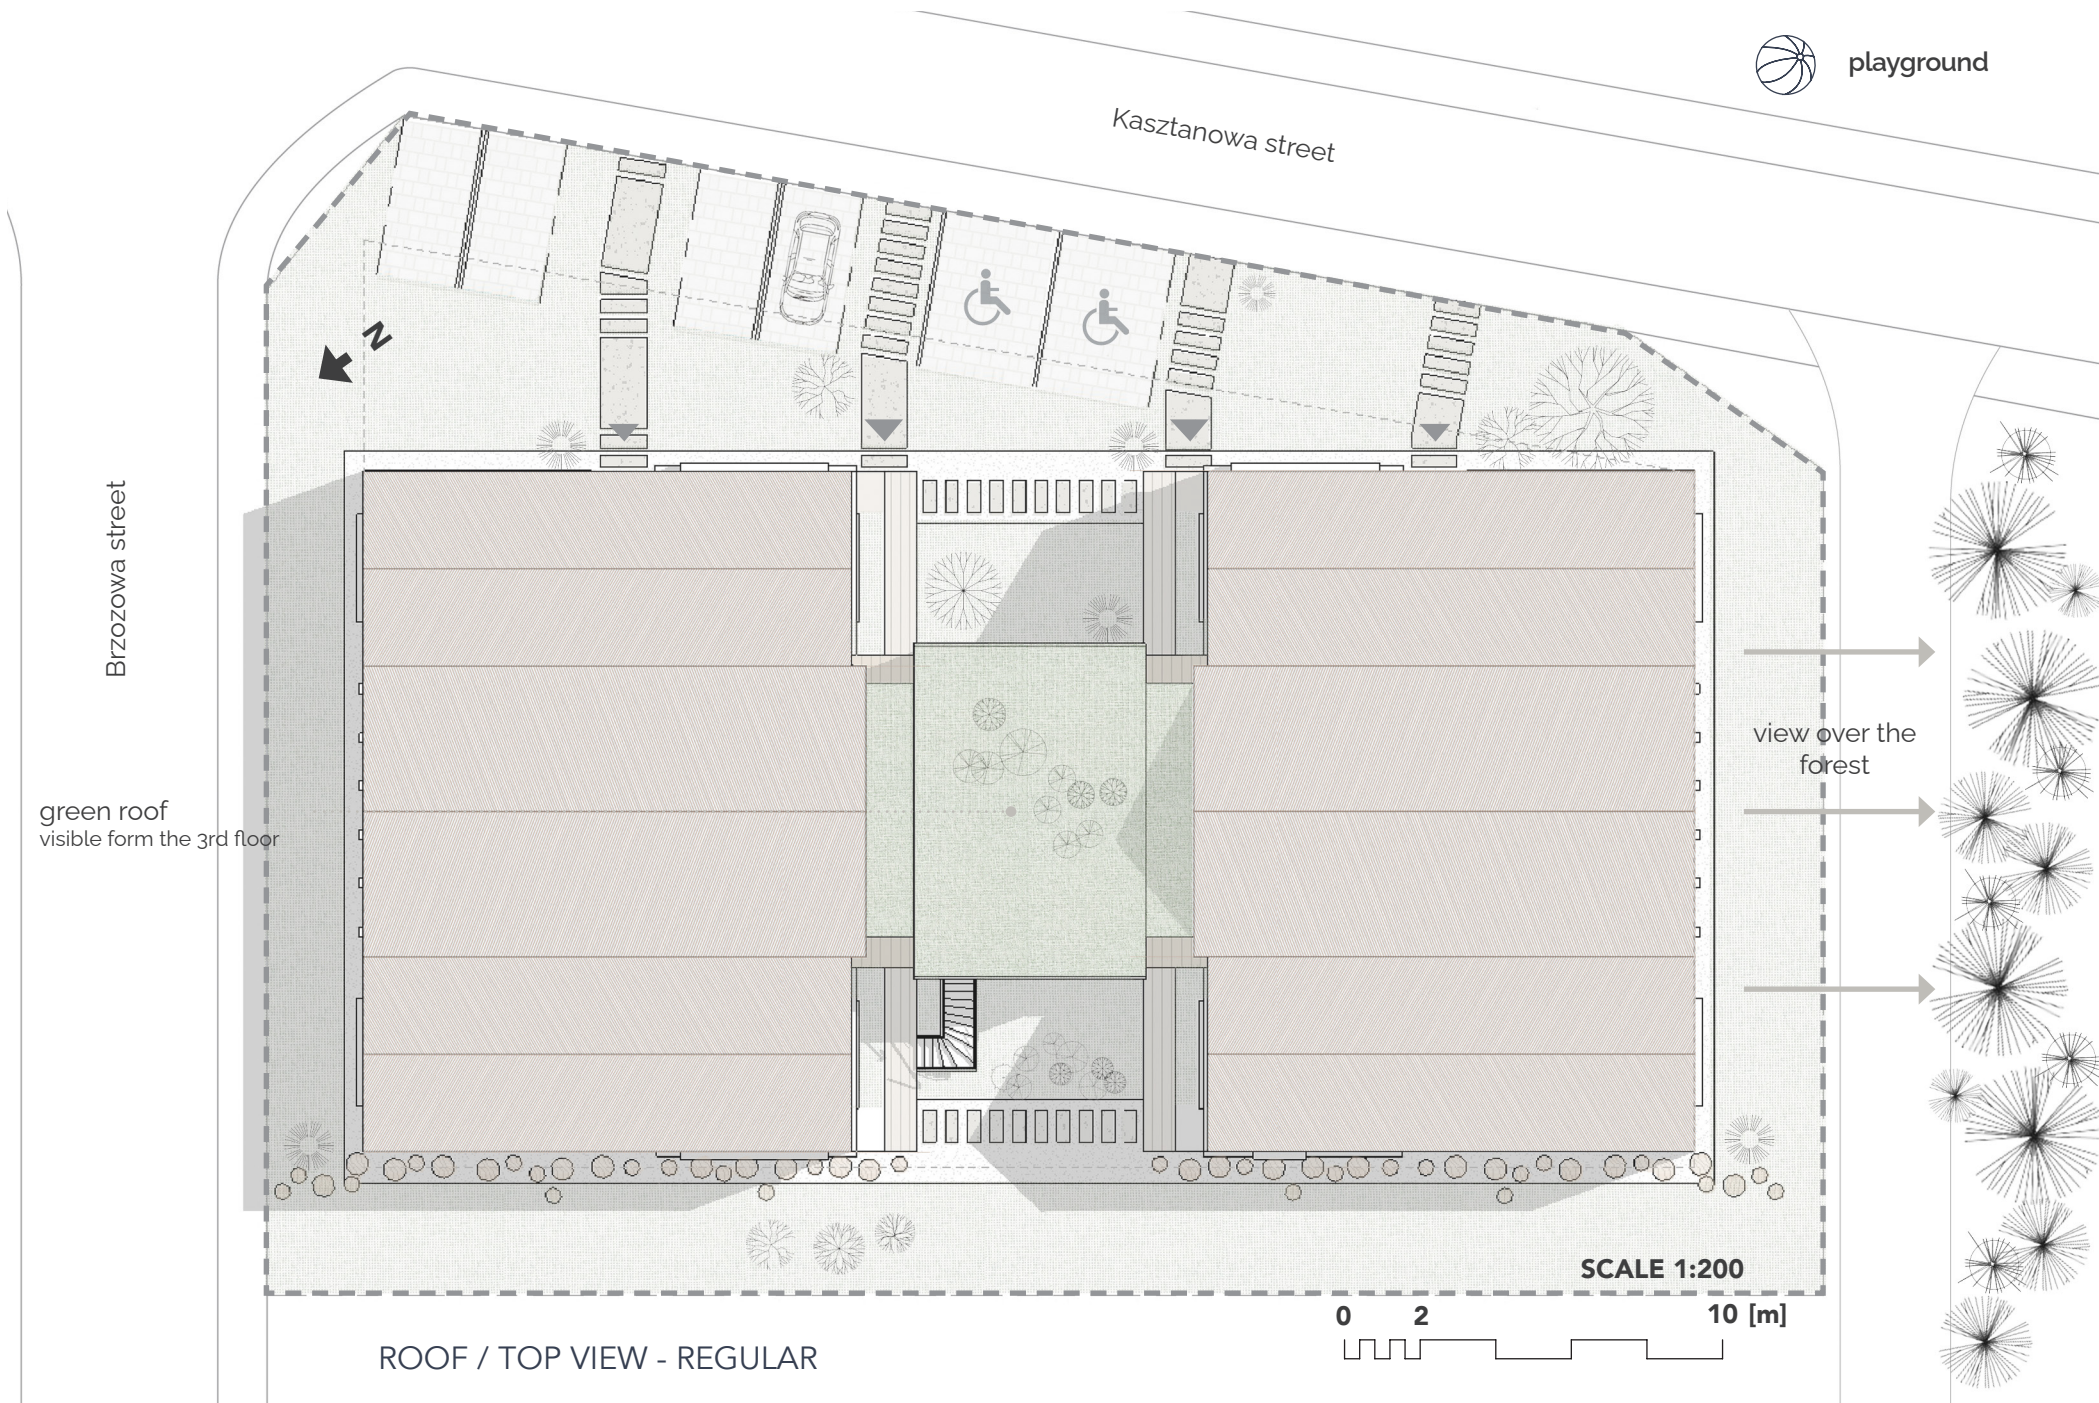 playground
Kasztanowa street
N
Brzozowa street
view over the
forest
green roof
visible form the 3rd floor
SCALE 1:200
0 2 10 [m]
ROOF / TOP VIEW - REGULAR